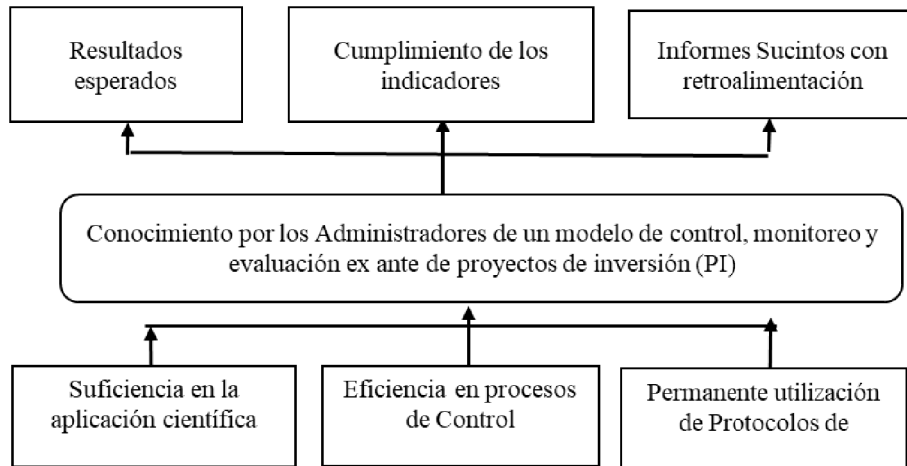 Resultados
esperados
Cumplimiento de los
indicadores
Informes Sucintos con
retroalimentación
Conocimiento por los Administradores de un modelo de control, monitoreo y
evaluación ex ante de proyectos de inversión (PI)
Suficiencia en la
aplicación científica
Eficiencia en procesos
de Control
Permanente utilización
de Protocolos de